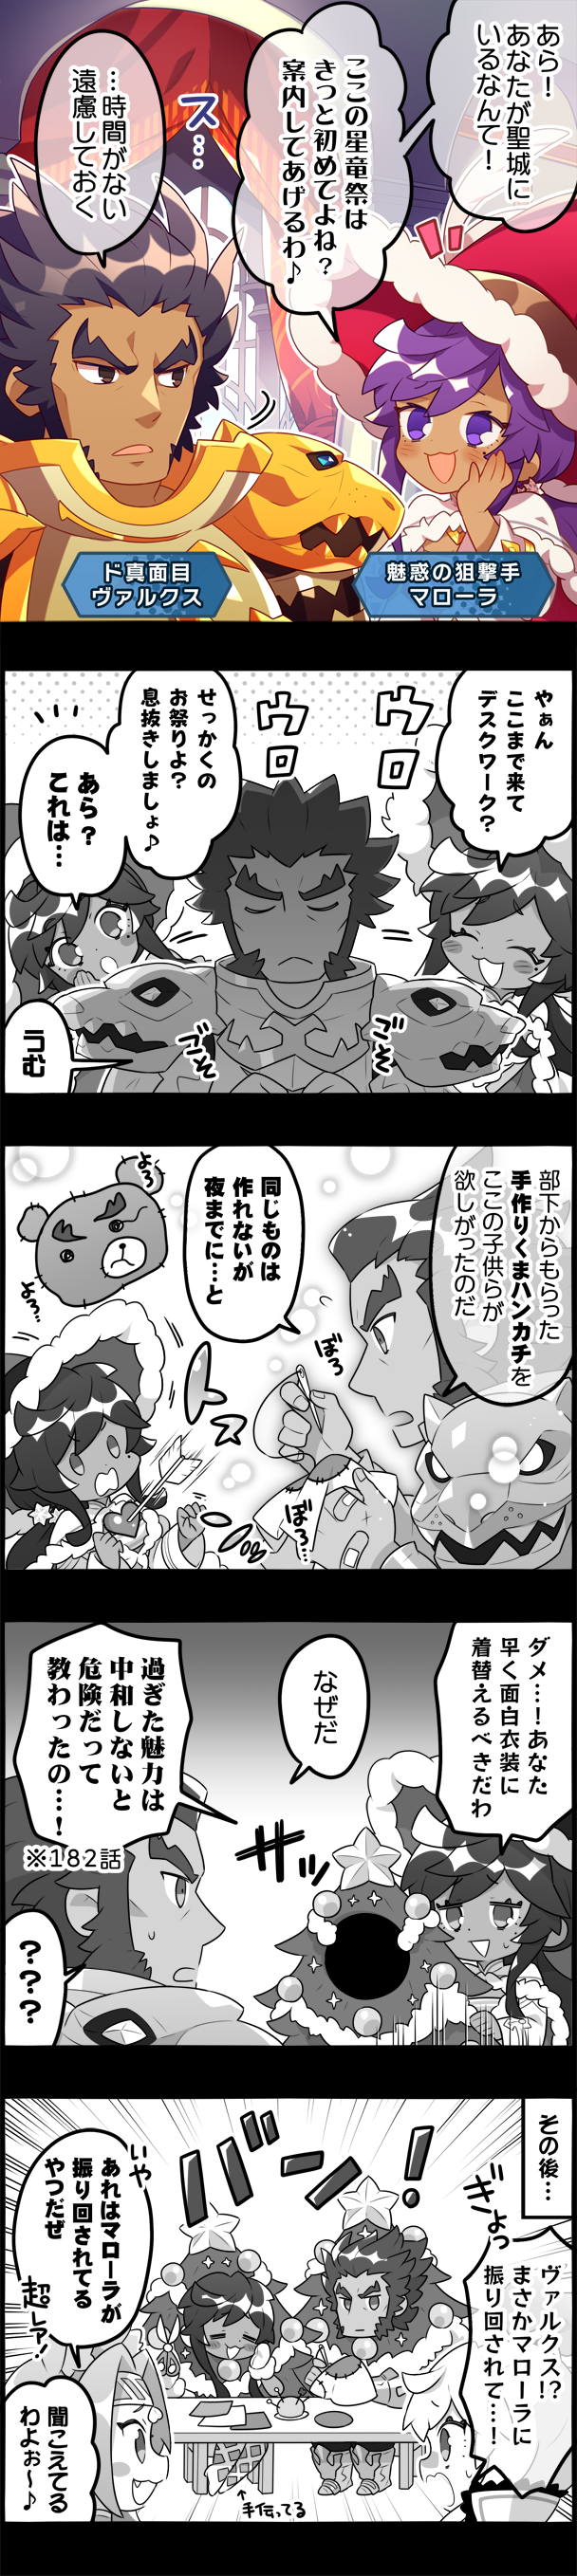 あら！
あなたが聖城に
いるなんて！
ここの星竜祭は
きっと初めてよね？
案内してあげるわ♪
ス…
…時間がない
遠慮しておく
ド真面目
ヴァルクス
魅惑の狙撃手
マローラ
やぁん
ここまで来て
デスクワーク？
ウロ
ウロ
せっかくの
お祭りよ？
息抜きしましょ♪
あら？
これは…
ごそ
ごそ
うむ
部下からもらった
手作りくまハンカチを
ここの子供らが
欲しがったのだ
同じものは
作れないが
夜までに…と
よろ
よろ…
ぼろ
ぼろ…
トス
ダメ…！あなた
早く面白衣装に
着替えるべきだわ
なぜだ
ザッ
過ぎた魅力は
中和しないと
危険だって
教わったの…！
※182話
？？？
その後…
ぎょっ
ヴァルクス!?
まさかマローラに
振り回されて…！
バーン！
いや
あれはマローラが
振り回されてる
やつだぜ
超レア！
聞こえてる
わよぉ〜♪
↑
手伝ってる